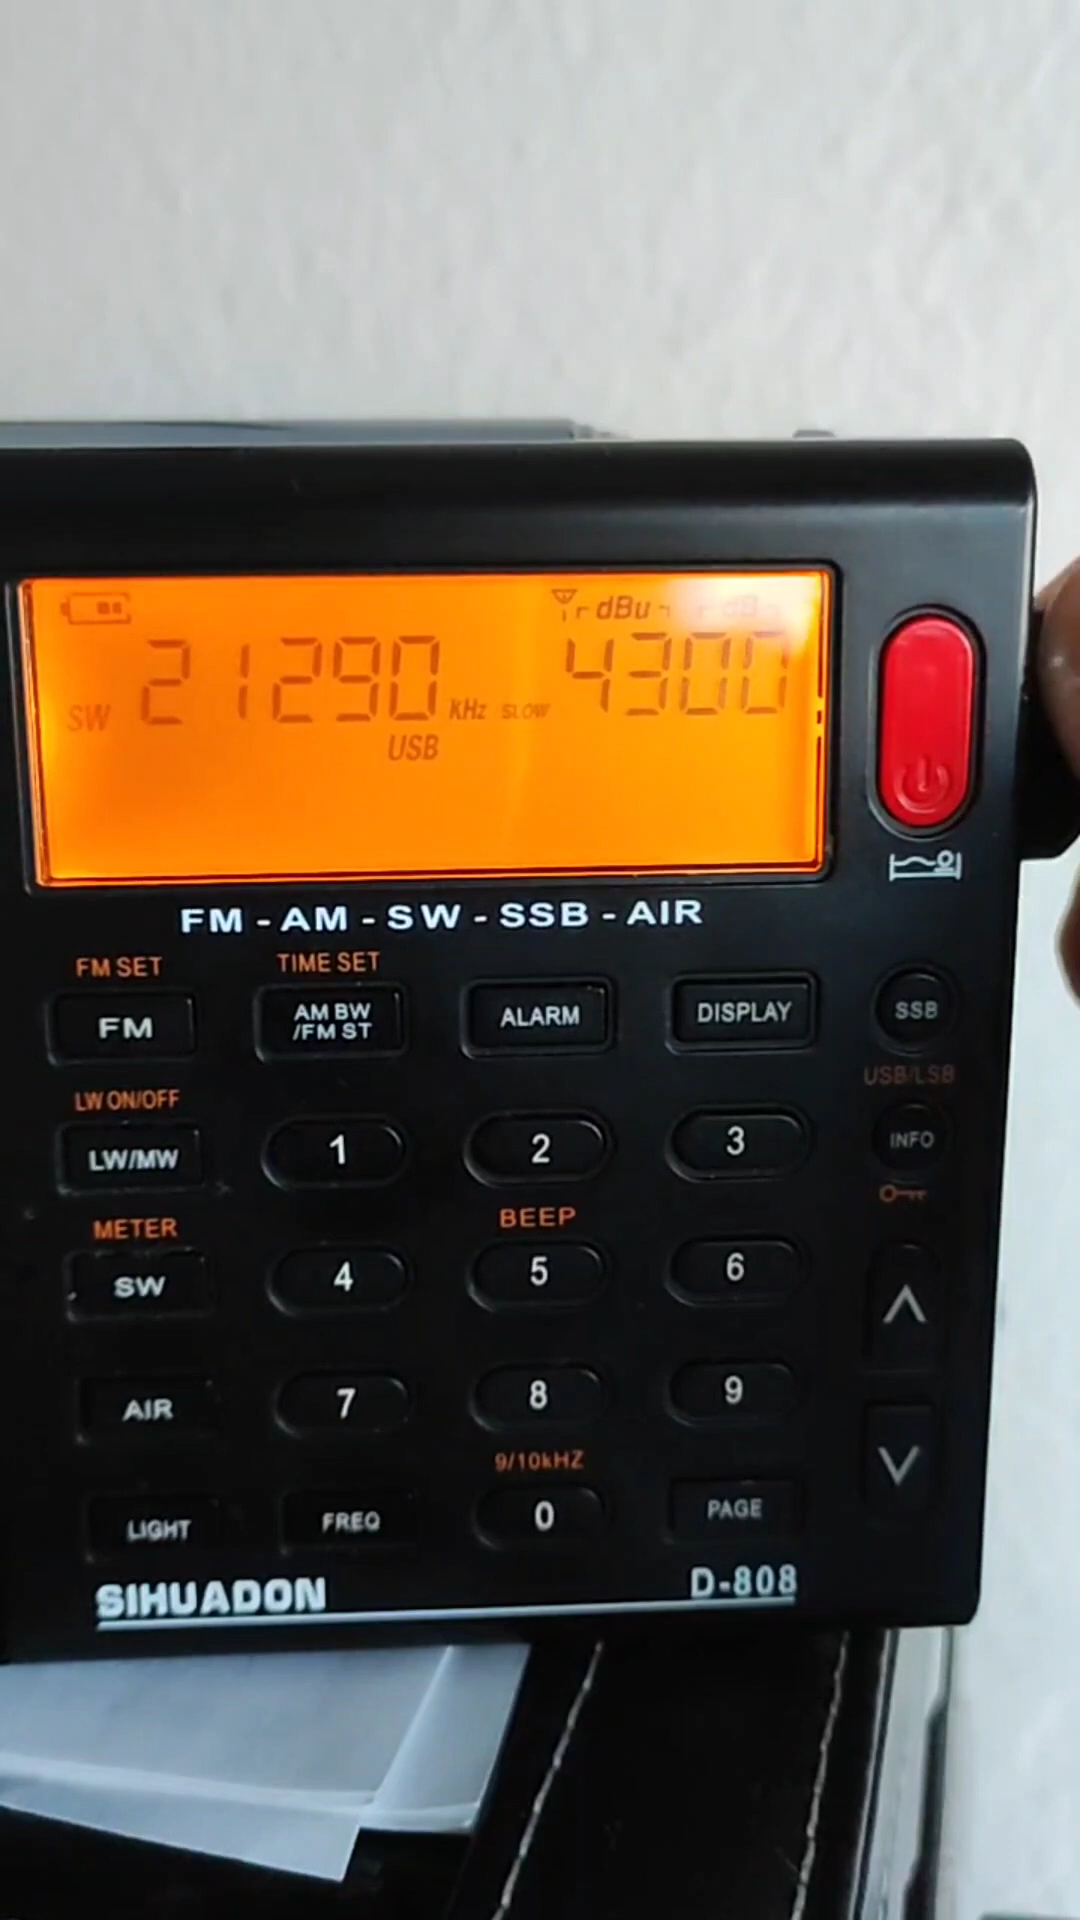 dBu
SW 21290 KHz SLOW 4300
USB
FM - AM - SW - SSB - AIR
FM SET TIME SET
FM AM BW /FM ST ALARM DISPLAY SSB
USB/LSB
LW ON/OFF
LW/MW 1 2 3 INFO
METER BEEP
SW 4 5 6
AIR 7 8 9
9/10kHZ
LIGHT FREQ 0 PAGE
SIHUADON D-808